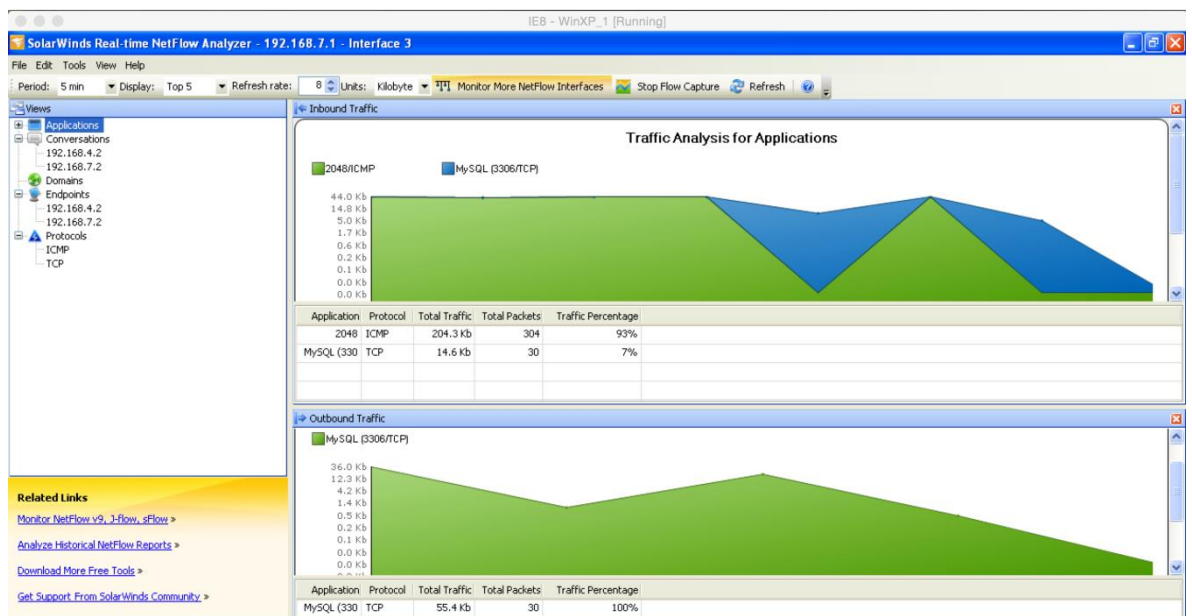 IE8 - WinXP_1 [Running]
SolarWinds Real-time NetFlow Analyzer - 192.168.7.1 - Interface 3
File Edit Tools View Help
Period: 5 min Display: Top 5 Refresh rate: 8 Units: Kilobyte Monitor More NetFlow Interfaces Stop Flow Capture Refresh
Views
Applications
Conversations
192.168.4.2
192.168.7.2
Domains
Endpoints
192.168.4.2
192.168.7.2
Protocols
ICMP
TCP
Related Links
Monitor NetFlow v9, J-flow, sFlow »
Analyze Historical NetFlow Reports »
Download More Free Tools »
Get Support From SolarWinds Community »
Inbound Traffic
Traffic Analysis for Applications
2048/ICMP MySQL (3306/TCP)
44.0 Kb
14.8 Kb
5.0 Kb
1.7 Kb
0.6 Kb
0.2 Kb
0.1 Kb
0.0 Kb
0.0 Kb
Application Protocol Total Traffic Total Packets Traffic Percentage
2048 ICMP 204.3 Kb 304 93%
MySQL (330 TCP 14.6 Kb 30 7%
Outbound Traffic
MySQL (3306/TCP)
36.0 Kb
12.3 Kb
4.2 Kb
1.4 Kb
0.5 Kb
0.2 Kb
0.1 Kb
0.0 Kb
0.0 Kb
Application Protocol Total Traffic Total Packets Traffic Percentage
MySQL (330 TCP 55.4 Kb 30 100%